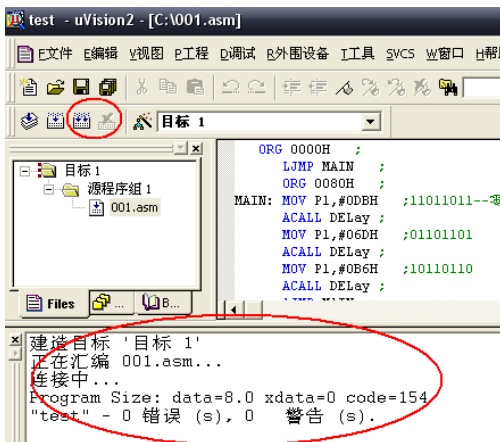 test - uVision2 - [C:\001.asm]
E文件 E编辑 V视图 P工程 D调试 R外围设备 T工具 SVCS W窗口 H帮
目标 1
目标 1
源程序组 1
001.asm
Files ... B...
ORG 0000H ;
LJMP MAIN ;
ORG 0080H ;
MAIN: MOV P1,#0DBH ;11011011--零
ACALL DELay ;
MOV P1,#06DH ;01101101
ACALL DELay ;
MOV P1,#0B6H ;10110110
ACALL DELay ;
建造目标 '目标 1'
正在汇编 001.asm...
连接中...
Program Size: data=8.0 xdata=0 code=154
"test" - 0 错误 (s), 0 警告 (s).